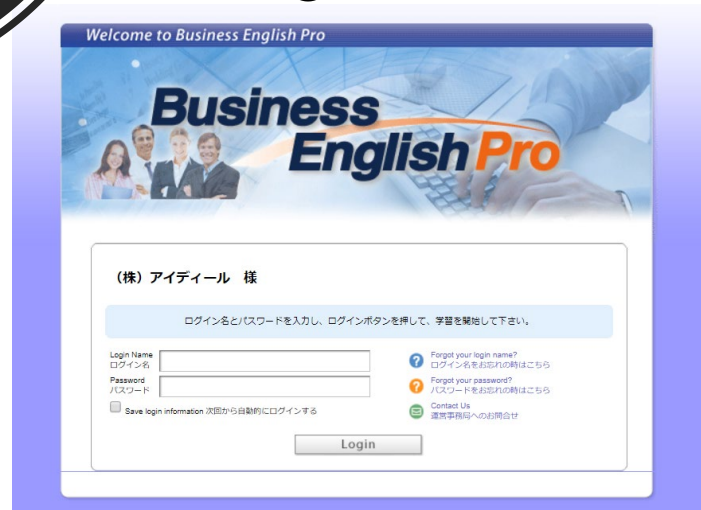 Welcome to Business English Pro
Business
English Pro
（株）アイディール　様
ログイン名とパスワードを入力し、ログインボタンを押して、学習を開始して下さい。
Login Name
ログイン名
Forgot your login name?
ログイン名をお忘れの時はこちら
Password
パスワード
Forgot your password?
パスワードをお忘れの時はこちら
Save login information 次回から自動的にログインする
Contact Us
運営事務局へのお問合せ
Login